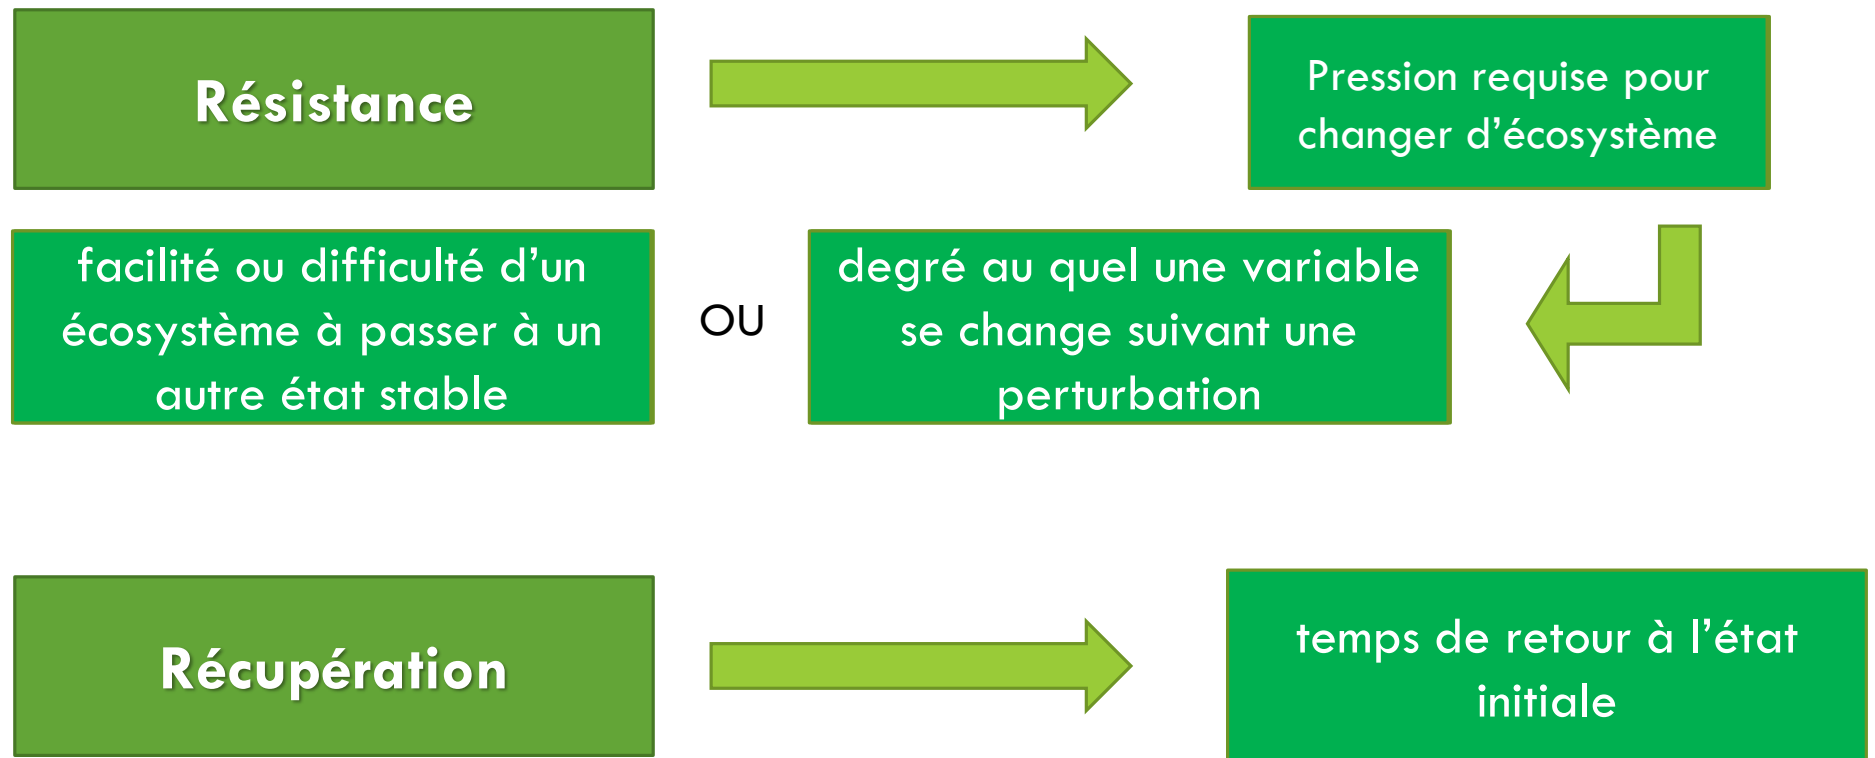 Résistance
Pression requise pour
changer d’écosystème
facilité ou difficulté d’un
écosystème à passer à un
autre état stable
OU
degré au quel une variable
se change suivant une
perturbation
Récupération
temps de retour à l’état
initiale